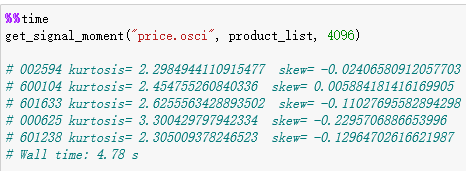 %%time
get_signal_moment("price.osci", product_list, 4096)
# 002594 kurtosis= 2.2984944110915477 skew= -0.02406580912057703
# 600104 kurtosis= 2.454755260840336 skew= 0.005884181416169905
# 601633 kurtosis= 2.6255563428893502 skew= -0.11027695582894298
# 000625 kurtosis= 3.300429797942334 skew= -0.2295706886653996
# 601238 kurtosis= 2.305009378246523 skew= -0.12964702616621987
# Wall time: 4.78 s